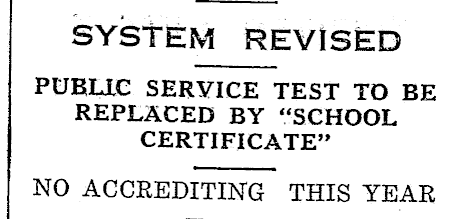 SYSTEM REVISED
PUBLIC SERVICE TEST TO BE
REPLACED BY "SCHOOL
CERTIFICATE"
NO ACCREDITING THIS YEAR